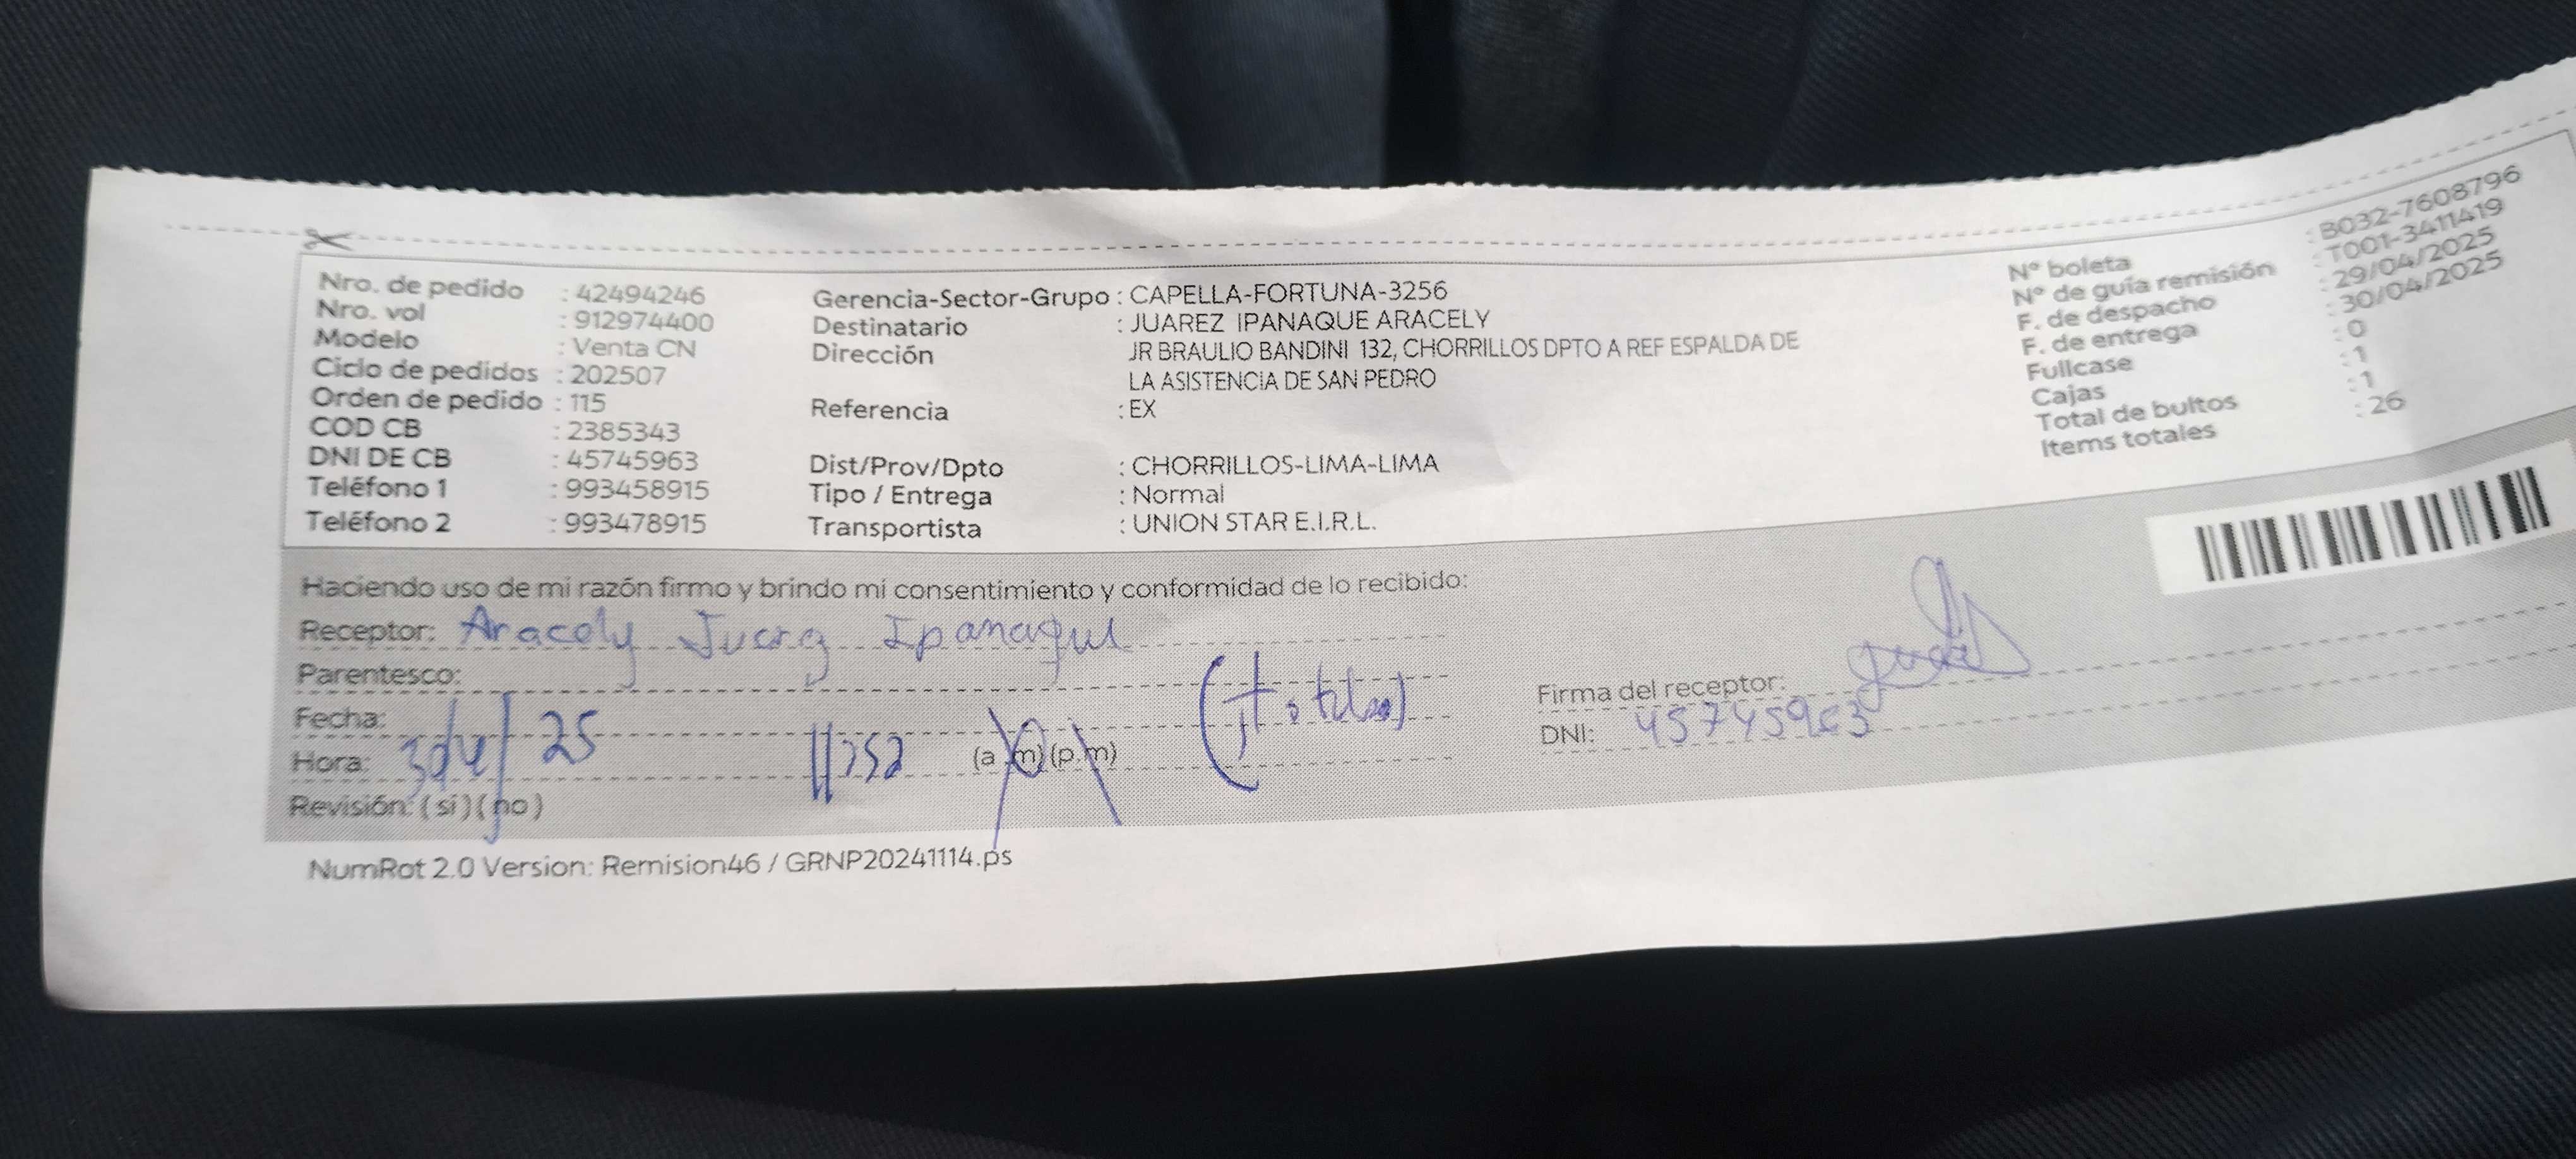 Nro. de pedido : 42494246
Nro. vol : 912974400
Modelo : Venta CN
Ciclo de pedidos : 202507
Orden de pedido : 115
COD CB : 2385343
DNI DE CB : 45745963
Teléfono 1 : 993458915
Teléfono 2 : 993478915
Gerencia-Sector-Grupo : CAPELLA-FORTUNA-3256
Destinatario : JUAREZ IPANAQUE ARACELY
Dirección JR BRAULIO BANDINI 132, CHORRILLOS DPTO A REF ESPALDA DE
LA ASISTENCIA DE SAN PEDRO
Referencia : EX
Dist/Prov/Dpto : CHORRILLOS-LIMA-LIMA
Tipo / Entrega : Normal
Transportista : UNION STAR E.I.R.L.
N° boleta : B032-7608796
N° de guía remisión : T001-3411419
F. de despacho : 29/04/2025
F. de entrega : 30/04/2025
Fullcase : 0
Cajas : 1
Total de bultos : 1
Items totales : 26
Haciendo uso de mi razón firmo y brindo mi consentimiento y conformidad de lo recibido:
Receptor: Aracely Juarez Ipanaque
Parentesco:
Firma del receptor:
Fecha: 30/4/25
DNI: 45745963
Hora: 11:52 (a .m) (p.m)
Revisión: (si) (no)
NumRot 2.0 Version: Remision46 / GRNP20241114.ps